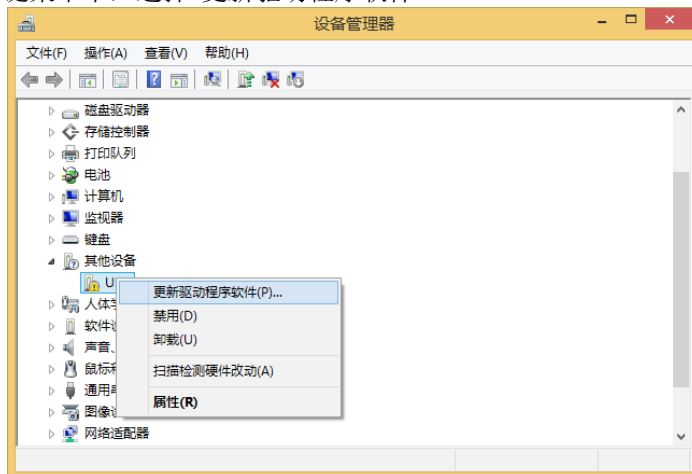 设备管理器
文件(F) 操作(A) 查看(V) 帮助(H)
磁盘驱动器
存储控制器
打印队列
电池
计算机
监视器
键盘
其他设备
U
更新驱动程序软件(P)...
人体
禁用(D)
软件
卸载(U)
声音、
鼠标
扫描检测硬件改动(A)
通用
属性(R)
图像
网络适配器